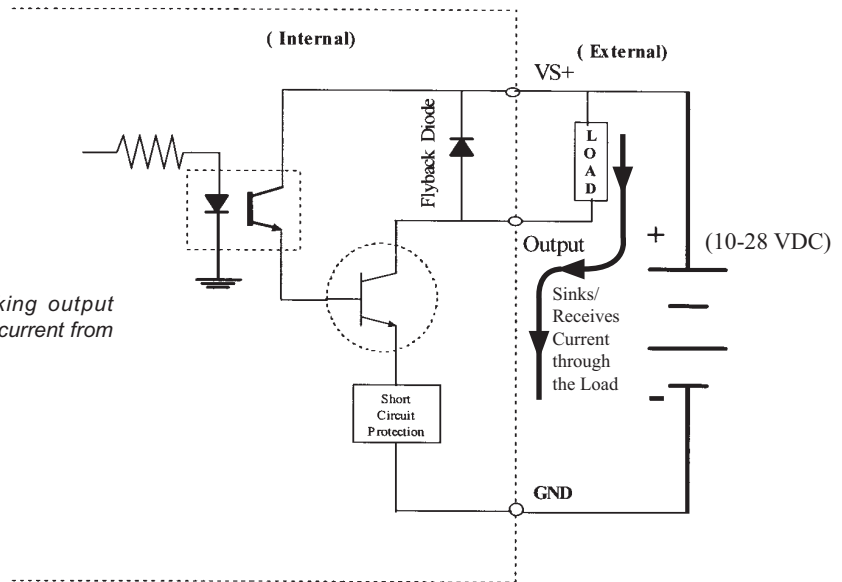 ( Internal)
( External)
VS+
Flyback Diode
L
O
A
D
Output
+
(10-28 VDC)
Sinks/
Receives
Current
through
the Load
-
king output
current from
Short
Circuit
Protection
GND